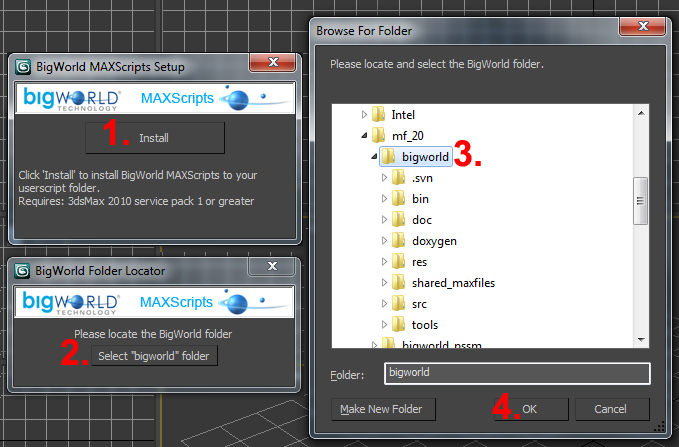 BigWorld MAXScripts Setup
bigWORLD®
TECHNOLOGY
MAXScripts
1.
Install
Click 'Install' to install BigWorld MAXScripts to your
userscript folder.
Requires: 3dsMax 2010 service pack 1 or greater
BigWorld Folder Locator
bigWORLD®
TECHNOLOGY
MAXScripts
Please locate the BigWorld folder
2. Select "bigworld" folder
Browse For Folder
Please locate and select the BigWorld folder.
Intel
mf_20
bigworld 3.
.svn
bin
doc
doxygen
res
shared_maxfiles
src
tools
bigworld_nssm
Folder: bigworld
4.
Make New Folder OK Cancel